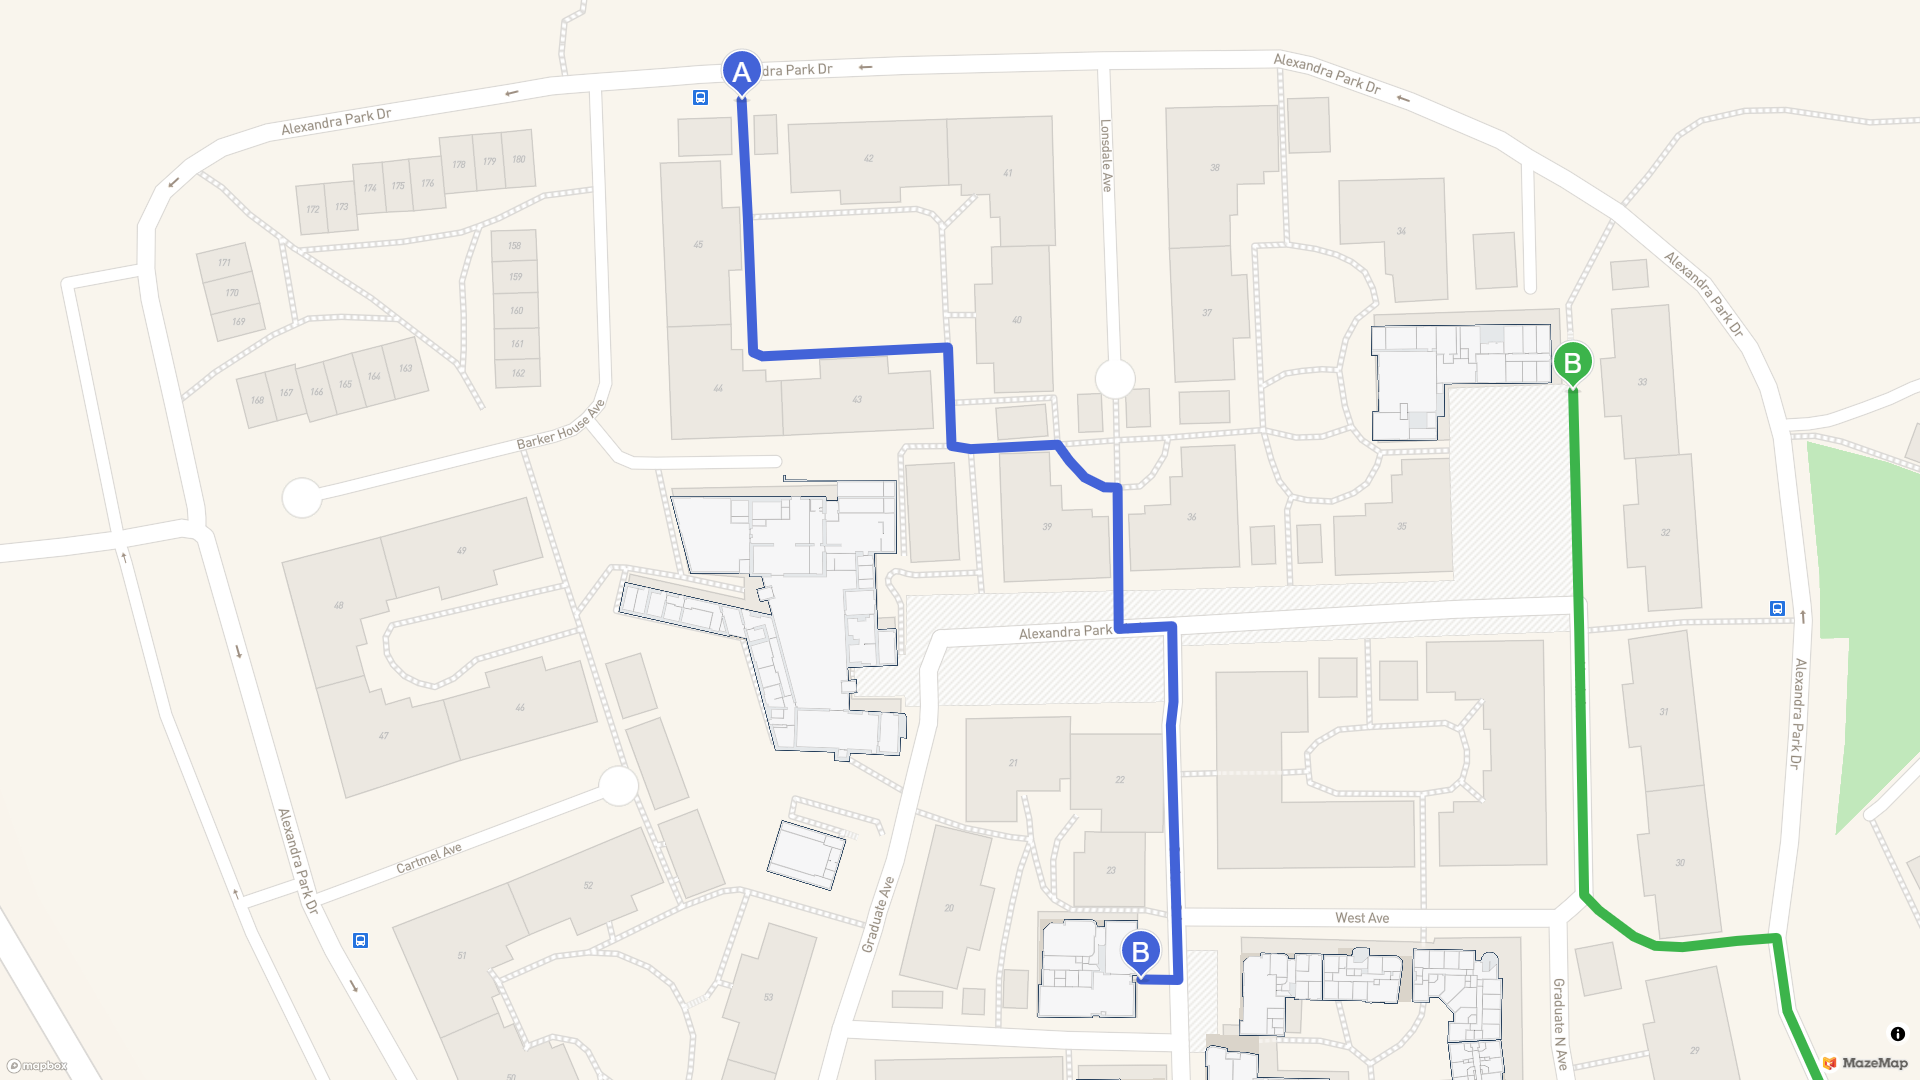 A
dra Park Dr
Alexandra Park Dr
Alexandra Park Dr
Lonsdale Ave
178
179
180
174
175
176
172
173
42
41
38
34
45
158
159
160
161
162
171
170
169
40
37
Alexandra Park Dr
33
B
168
167
166
165
164
163
44
43
Barker House Ave
39
36
35
32
49
48
Alexandra Park
46
47
31
21
22
Alexandra Park Dr
Alexandra Park Dr
Cartmel Ave
52
23
30
Graduate Ave
20
West Ave
51
B
53
Graduate N Ave
29
50
mapbox
MazeMap